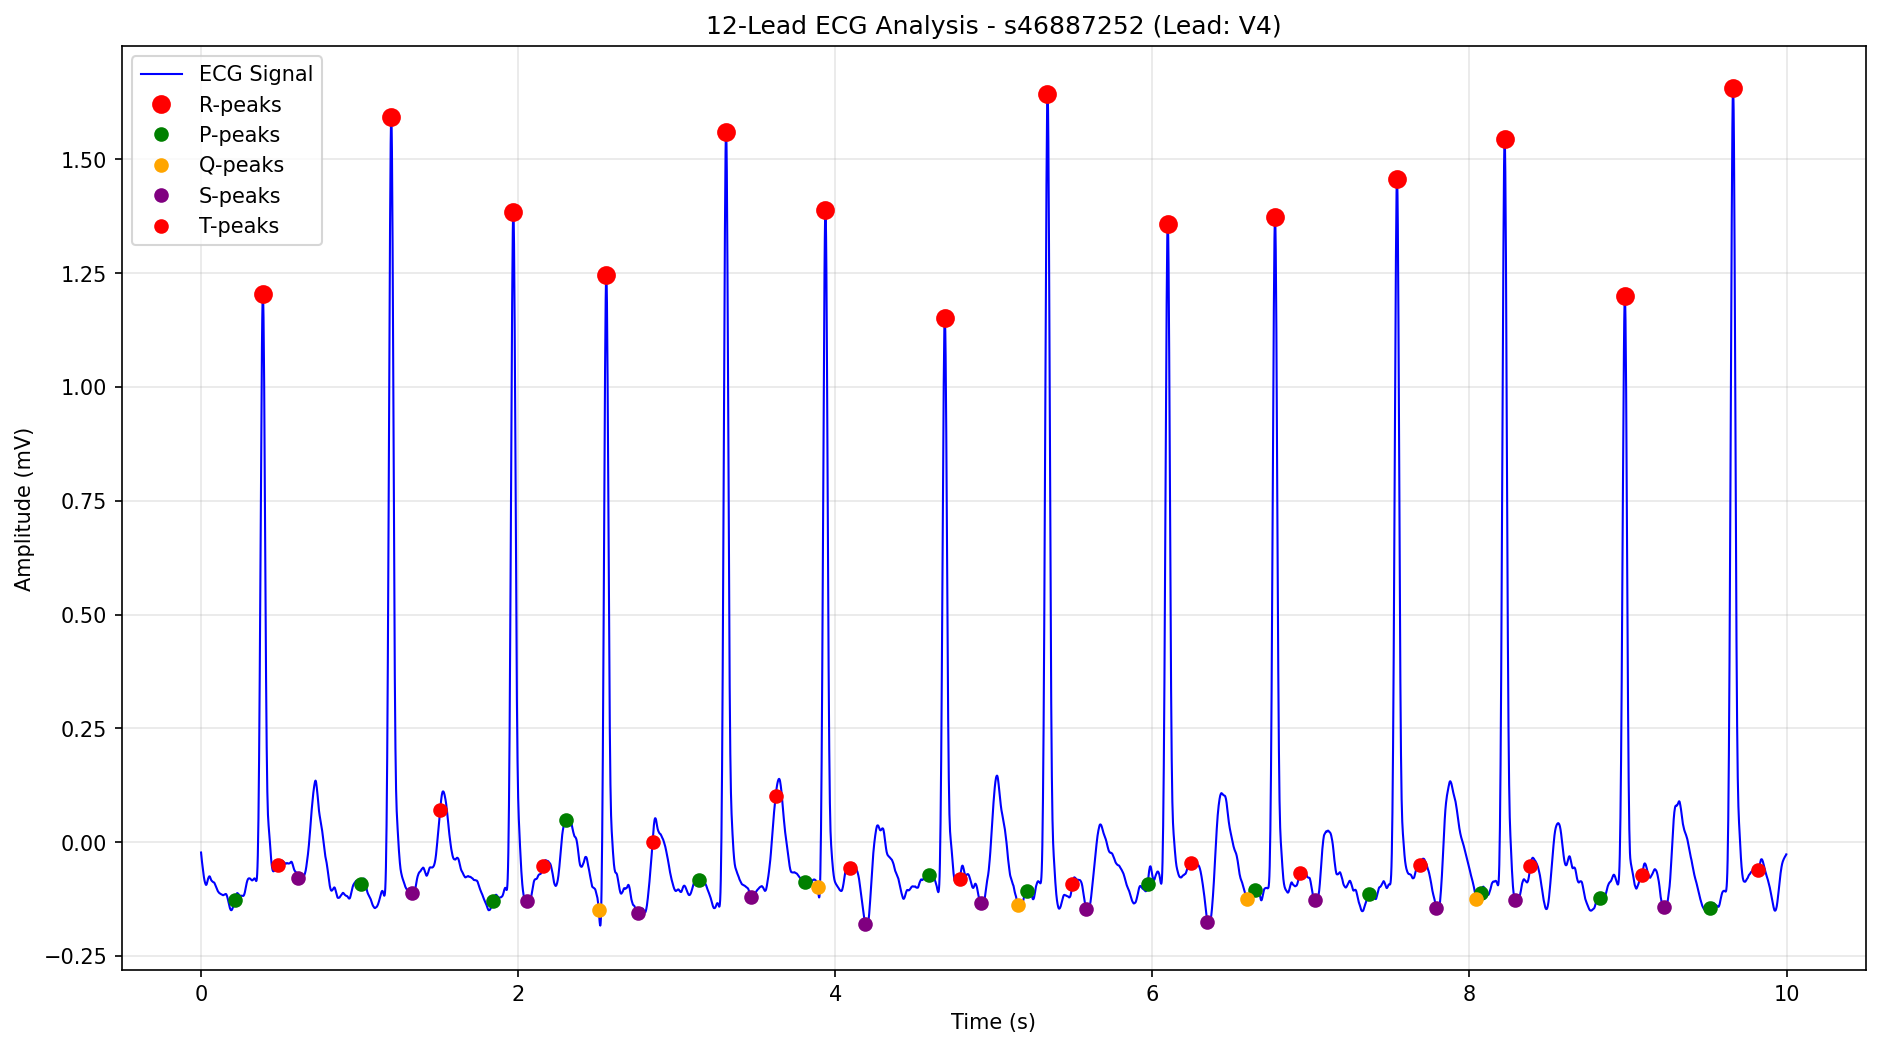 12-Lead ECG Analysis - s46887252 (Lead: V4)
ECG Signal
R-peaks
P-peaks
Q-peaks
S-peaks
T-peaks
Amplitude (mV)
1.50
1.25
1.00
0.75
0.50
0.25
0.00
−0.25
0 2 4 6 8 10
Time (s)